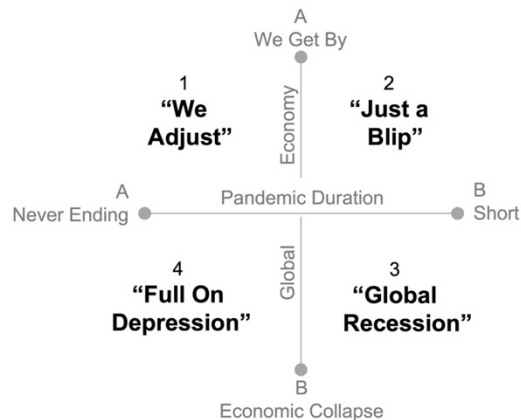 A
We Get By
1
“We
Adjust”
Economy
2
“Just a
Blip”
A
Never Ending
Pandemic Duration
B
Short
4
“Full On
Depression”
Global
3
“Global
Recession”
B
Economic Collapse